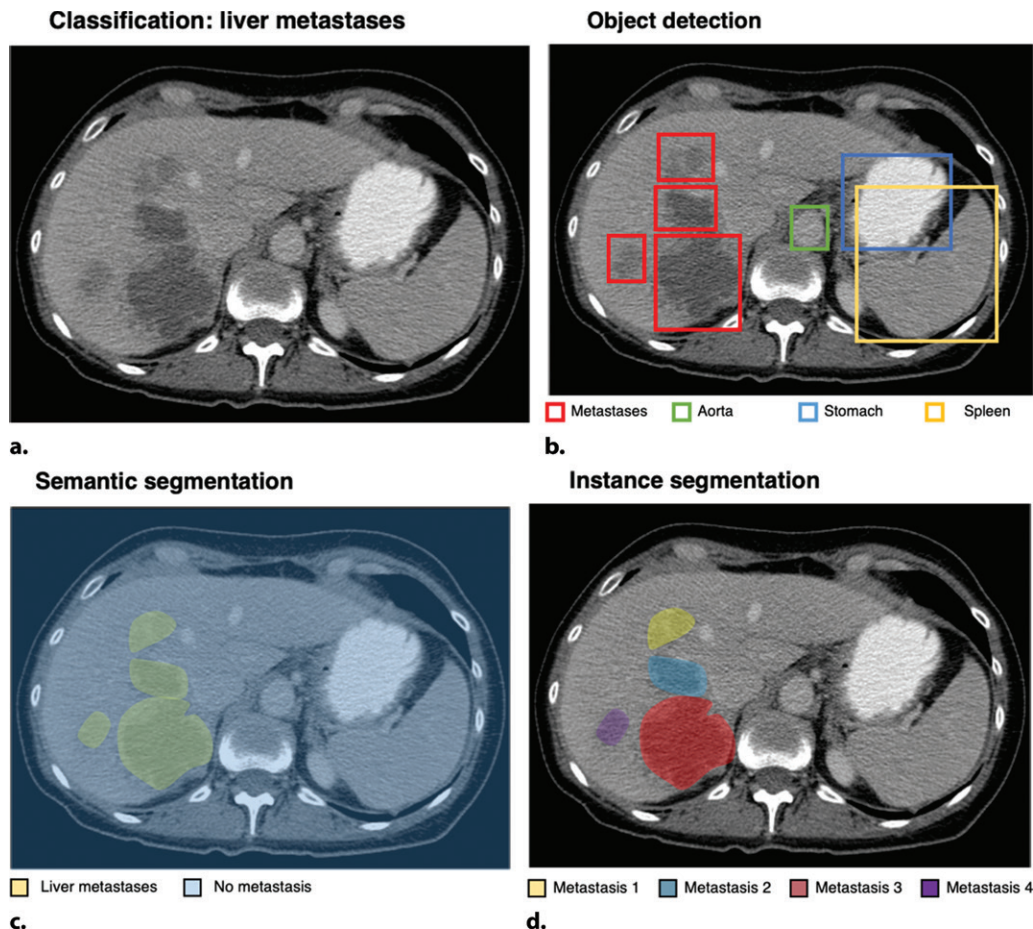 Classification: liver metastases
Object detection
Metastases
Aorta
Stomach
Spleen
a.
b.
Semantic segmentation
Instance segmentation
Liver metastases
No metastasis
Metastasis 1
Metastasis 2
Metastasis 3
Metastasis 4
c.
d.